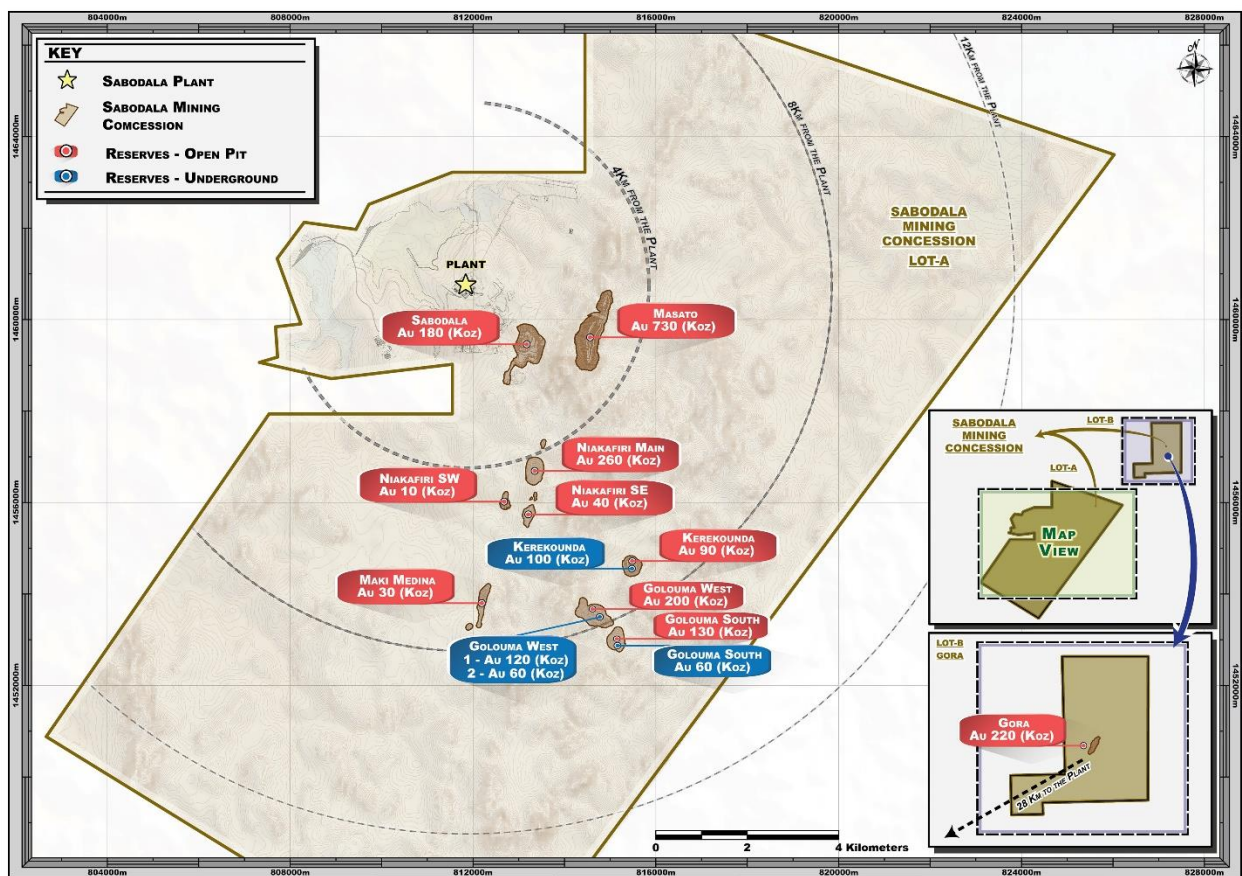 804000m
808000m
812000m
816000m
820000m
824000m
828000m
KEY
SABODALA PLANT
SABODALA MINING
COMCESSION
RESERVES - OPEN PIT
RESERVES - UNDERGROUND
N
1464000m
1464000m
12KM FROM THE PLANT
8KM FROM THE PLANT
4KM FROM THE PLANT
SABODALA
MINING
CONCESSION
LOT-A
PLANT
SABODALA
AU 180 (KOZ)
MASATO
AU 730 (KOZ)
1460000m
1460000m
NIAKAFIRI MAIN
AU 260 (KOZ)
NIAKAFIRI SW
AU 10 (KOZ)
NIAKAFIRI SE
AU 40 (KOZ)
1456000m
1456000m
KEREKOUNDA
AU 100 (KOZ)
KEREKOUNDA
AU 90 (KOZ)
MAKI MEDINA
AU 30 (KOZ)
GOLOUMA WEST
AU 200 (KOZ)
GOLOUMA SOUTH
AU 130 (KOZ)
GOLOUMA WEST
1 - AU 120 (KOZ)
2 - AU 60 (KOZ)
GOLOUMA SOUTH
AU 60 (KOZ)
1452000m
1452000m
SABODALA
MINING
CONCESSION
LOT-B
LOT-A
MAP
VIEW
LOT-B
GORA
GORA
AU 220 (KOZ)
28 KM TO THE PLANT
0 2 4 Kilometers
804000m
808000m
812000m
816000m
820000m
824000m
828000m